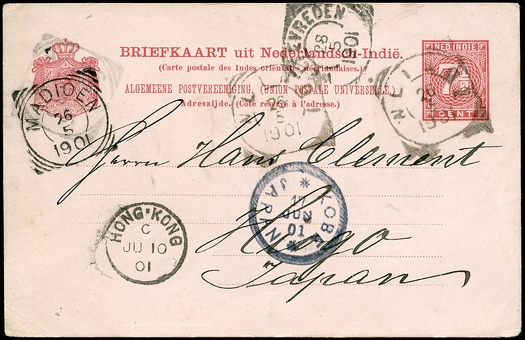 BRIEFKAART uit Nederlandsch-Indië.
(Carte postale des Indes orientales néerlandaises.)
ALGEMEENE POSTVEREENIGING (UNION POSTALE UNIVERSELLE)
Adreszijde. (Côté réservé à l'adresse.)
NED. INDIE
CENT
MADIOEN
26
5
1901
1901
Herrn Hans Clement
Hiogo
Japan
HONG-KONG
C
JU 10
01
KOBE
JUN
01
JAPAN